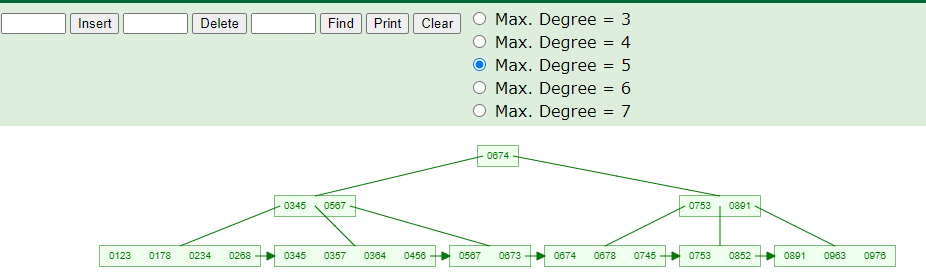 Insert Delete Find Print Clear
Max. Degree = 3
Max. Degree = 4
Max. Degree = 5
Max. Degree = 6
Max. Degree = 7
0674
0345 0567 0753 0891
0123 0178 0234 0268 0345 0357 0364 0456 0567 0673 0674 0678 0745 0753 0852 0891 0963 0976